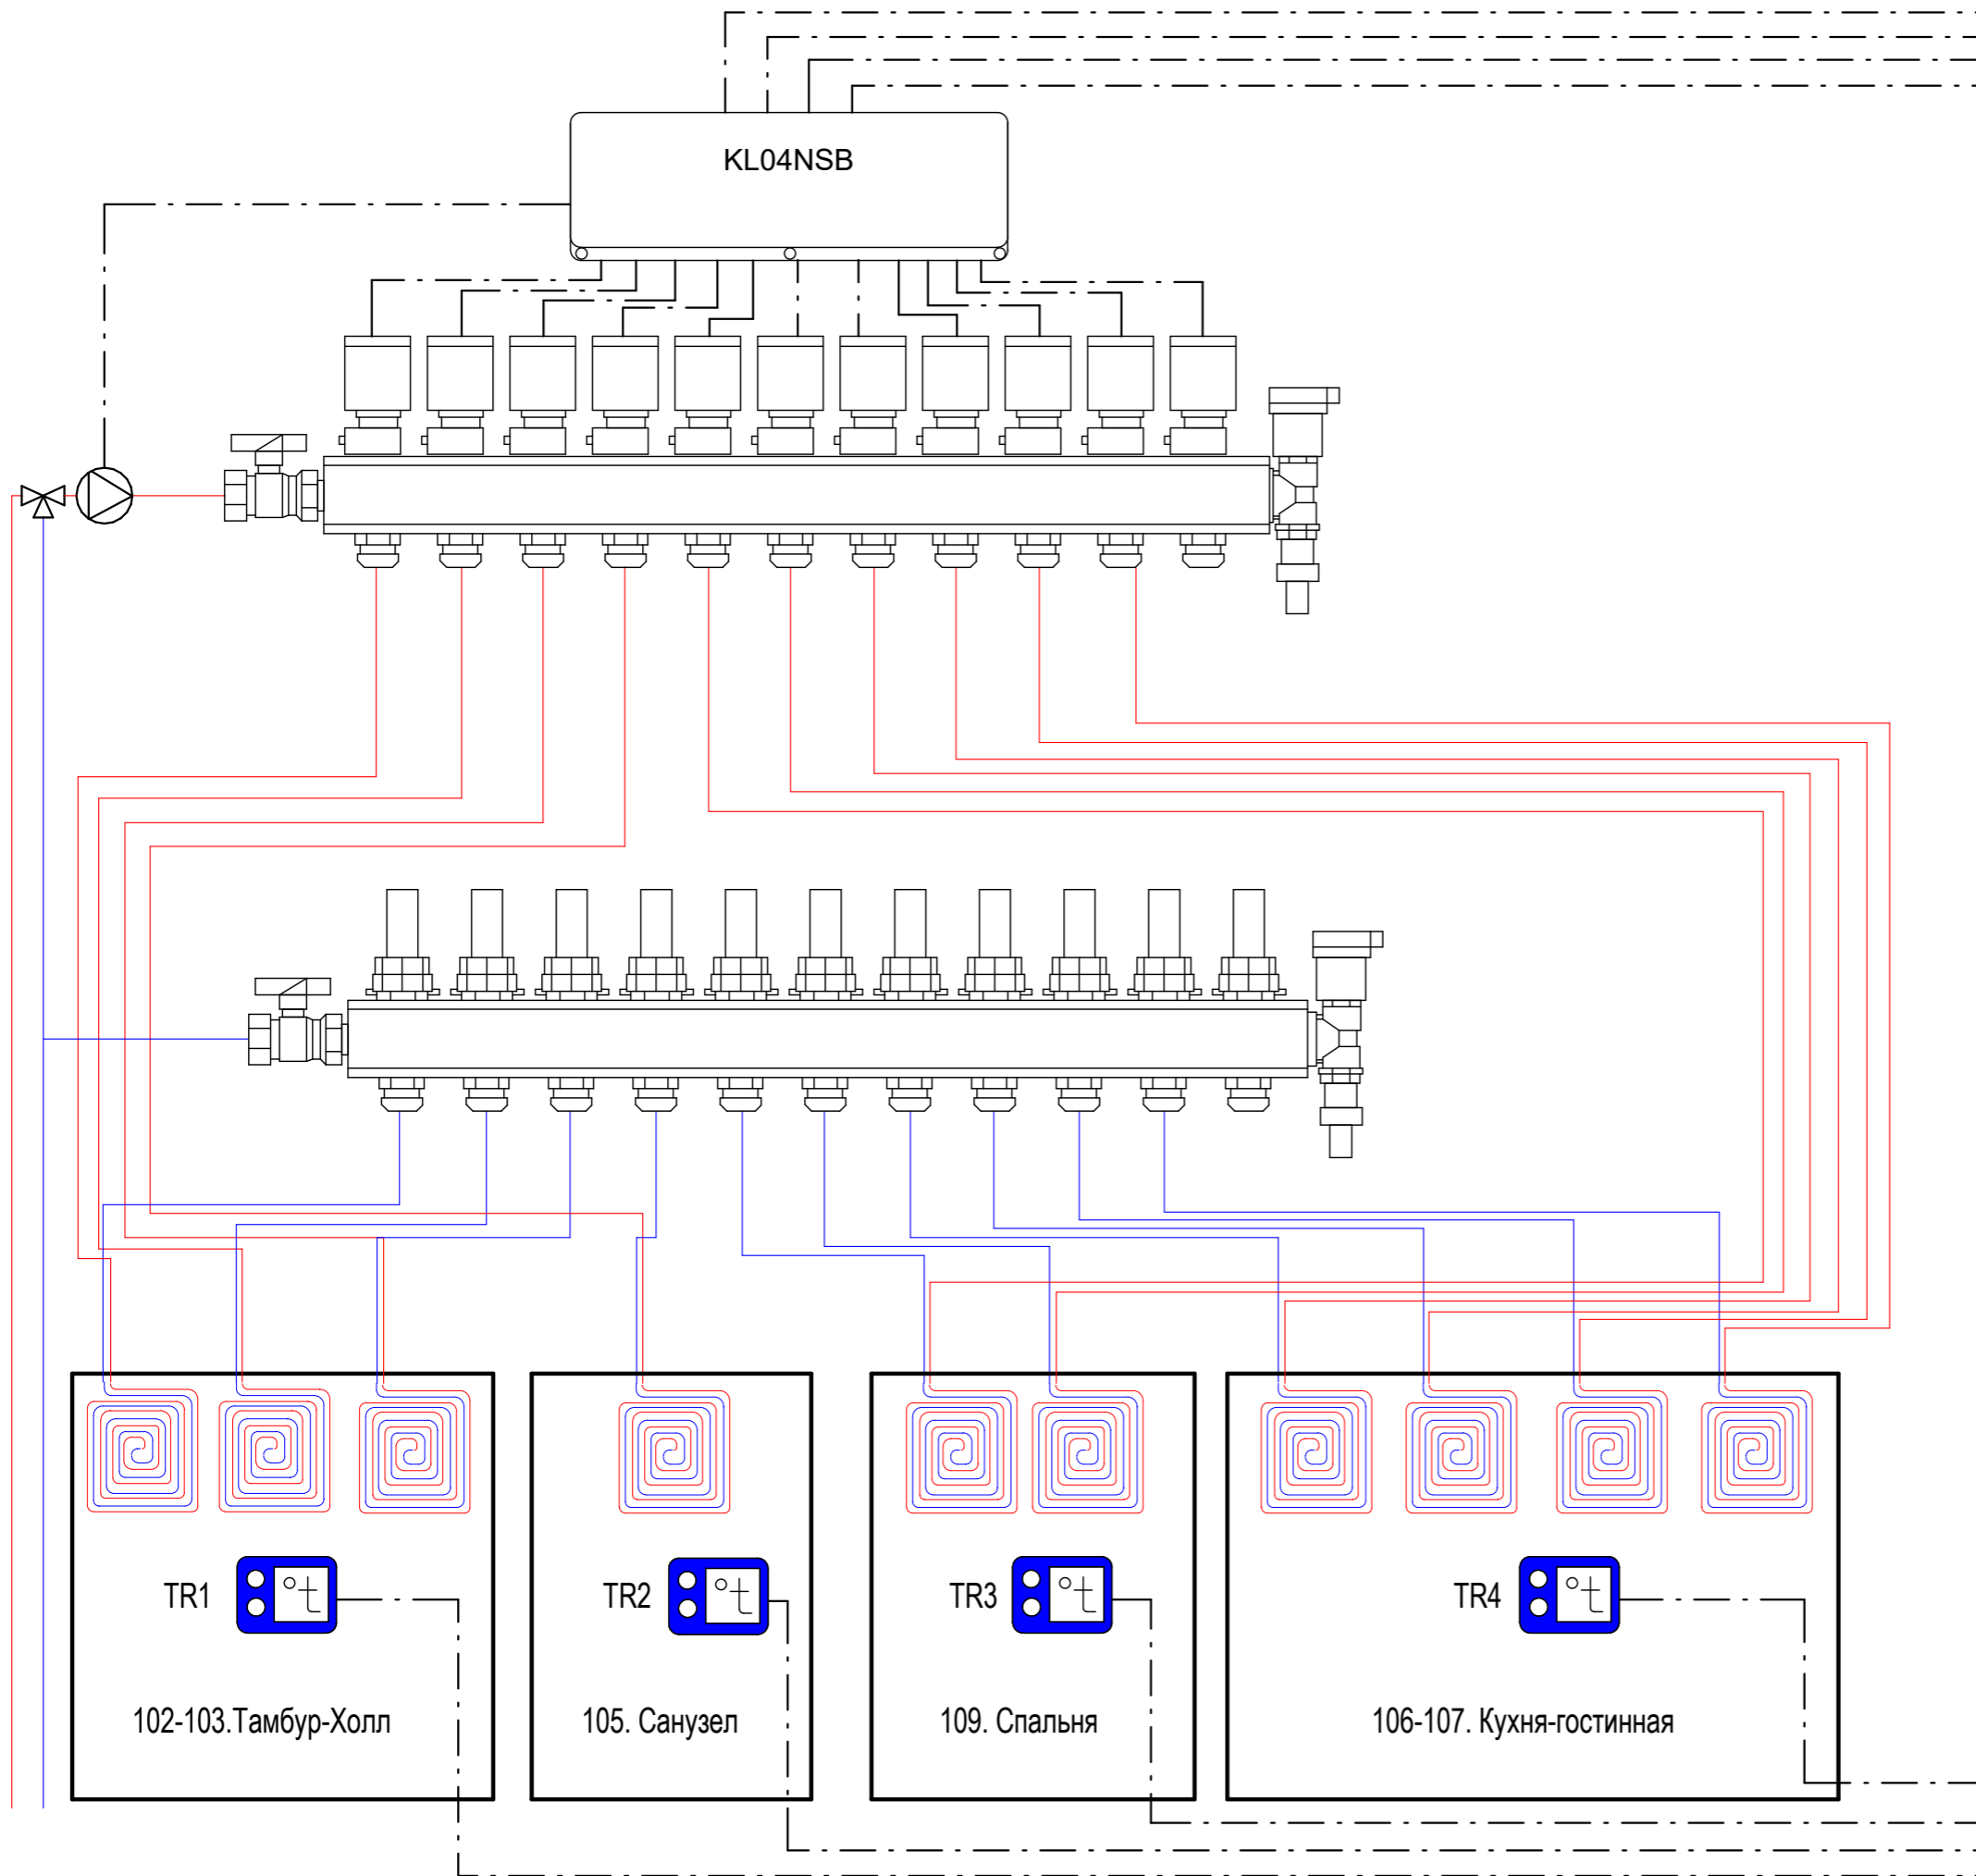 KL04NSB
TR1
°t
TR2
°t
TR3
°t
TR4
°t
102-103.Тамбур-Холл
105. Санузел
109. Спальня
106-107. Кухня-гостинная